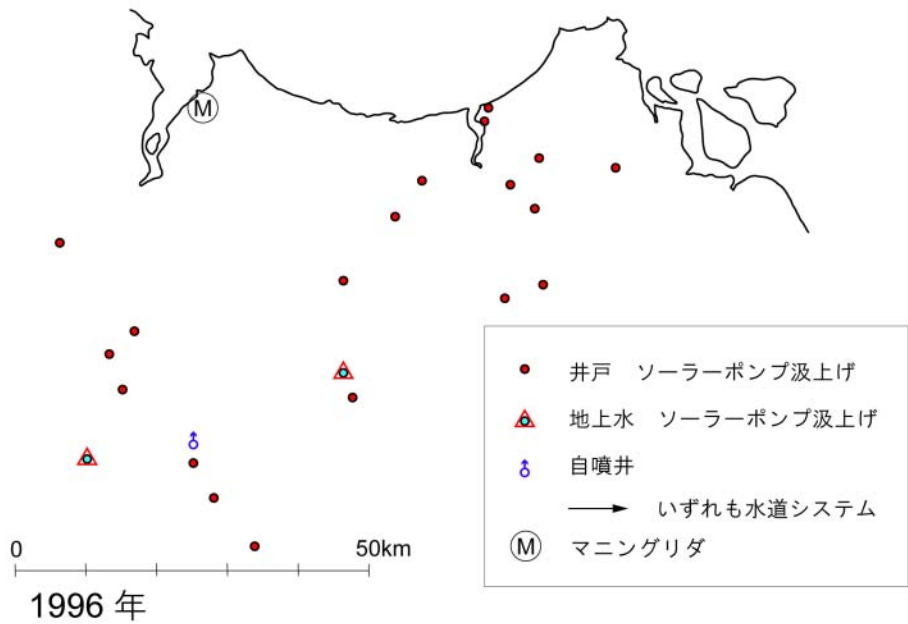 M
井戸 ソーラーポンプ汲上げ
地上水 ソーラーポンプ汲上げ
自噴井
いずれも水道システム
M マニングリダ
0 50km
1996 年